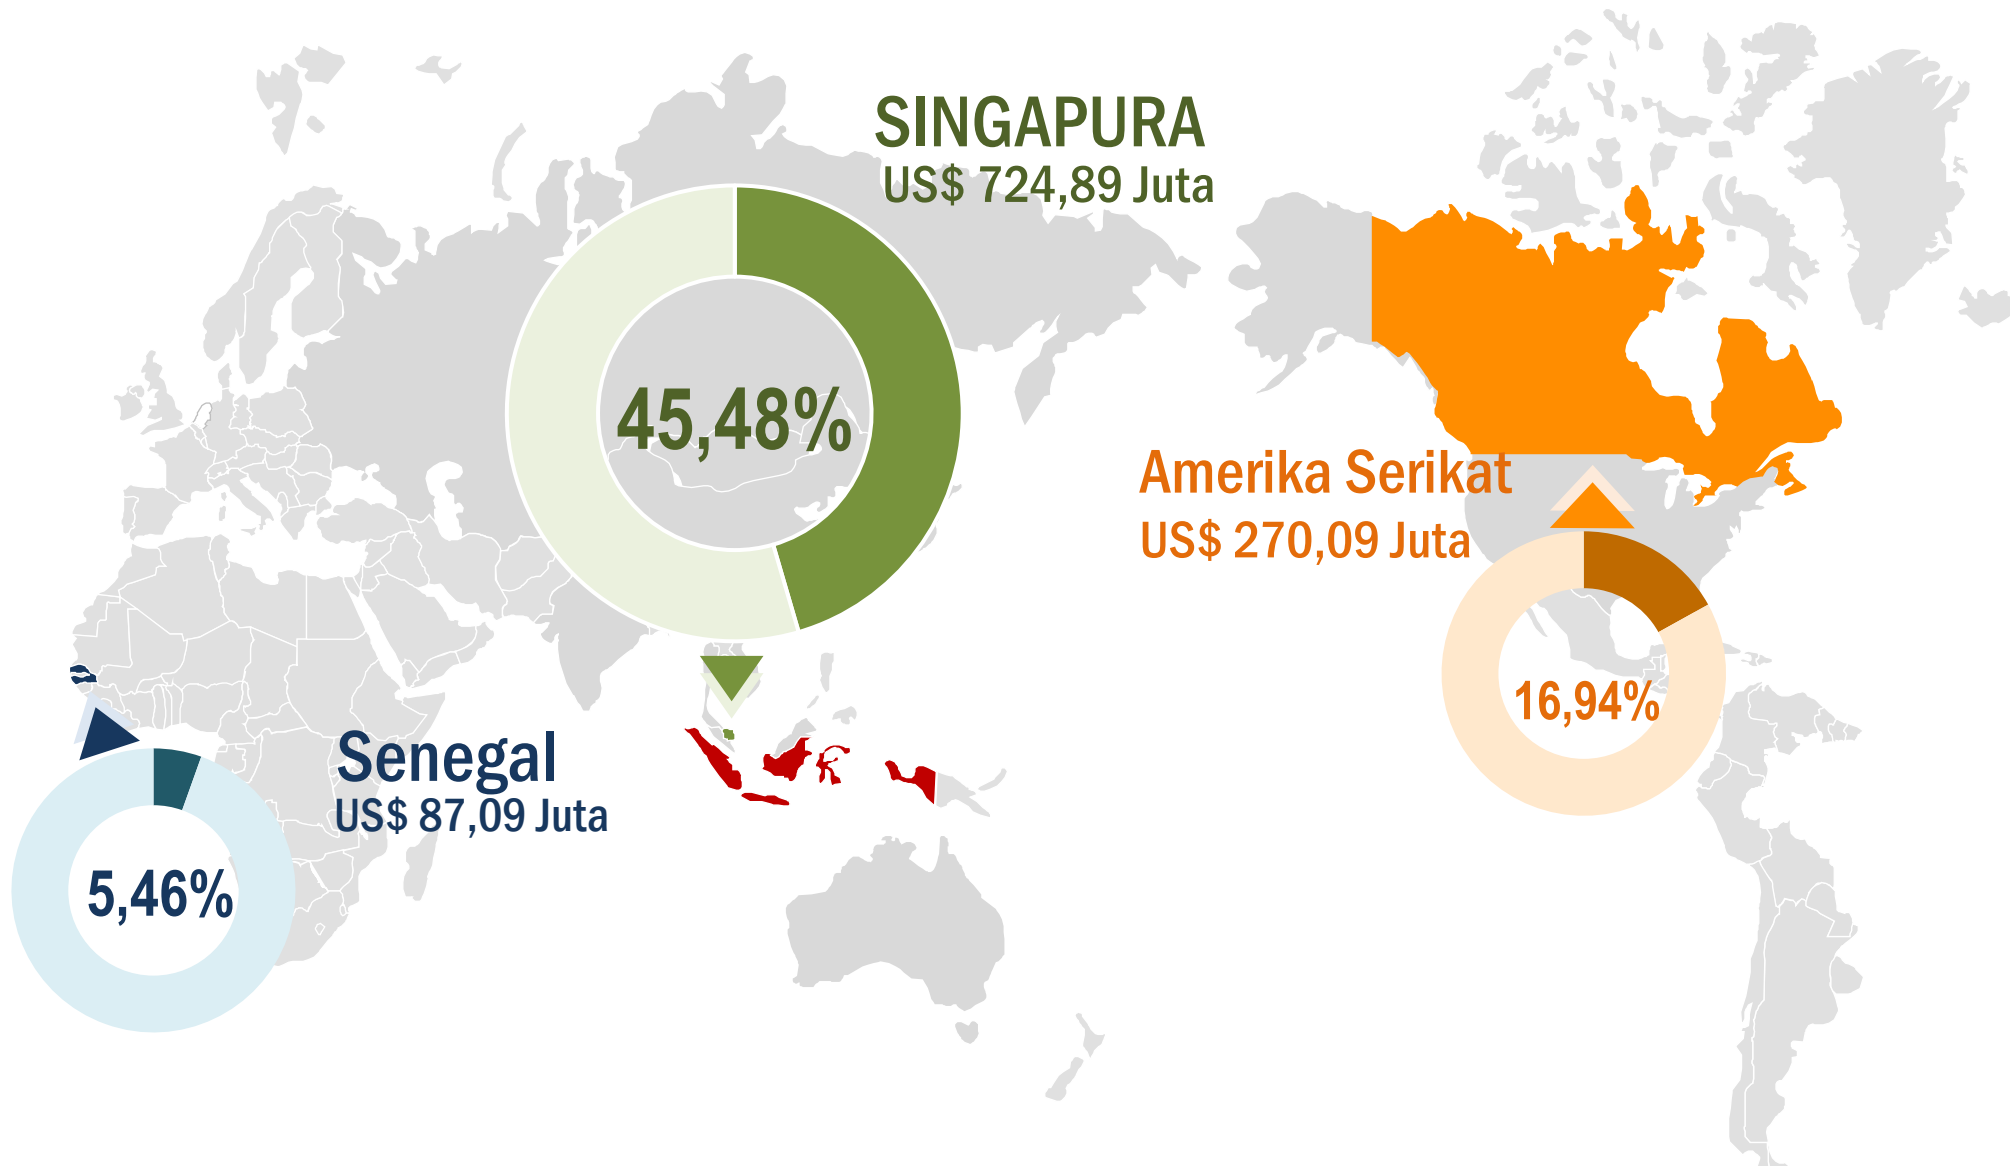 SINGAPURA
US$ 724,89 Juta
45,48%
Amerika Serikat
US$ 270,09 Juta
16,94%
Senegal
US$ 87,09 Juta
5,46%